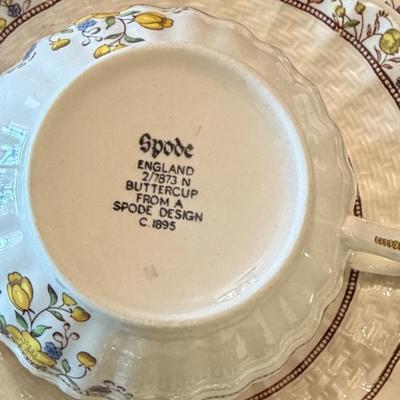 Spode
ENGLAND
2/7873 N
BUTTERCUP
FROM A
SPODE DESIGN
C. 1895